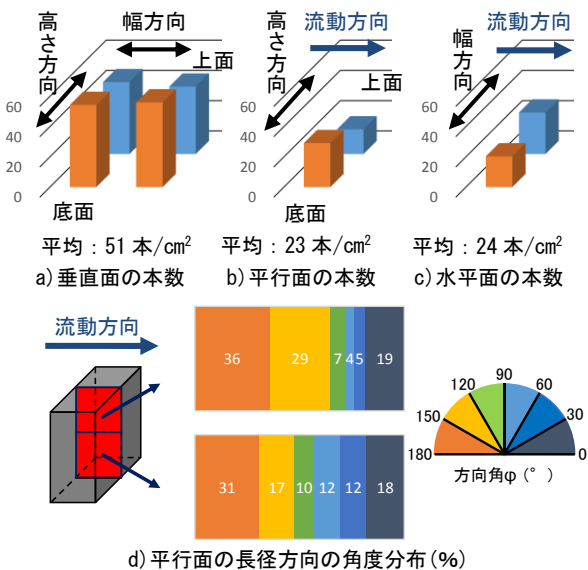 高さ方向
幅方向
上面
60
40
20
0
底面
平均：51 本/cm²
a)垂直面の本数
流動方向
高さ方向
上面
60
40
20
0
底面
平均：23 本/cm²
b)平行面の本数
流動方向
幅方向
60
40
20
0
平均：24 本/cm²
c)水平面の本数
流動方向
36 29 7 4 5 19
31 17 10 12 12 18
90
120 60
150 30
180 0
方向角φ(°)
d)平行面の長径方向の角度分布(%)